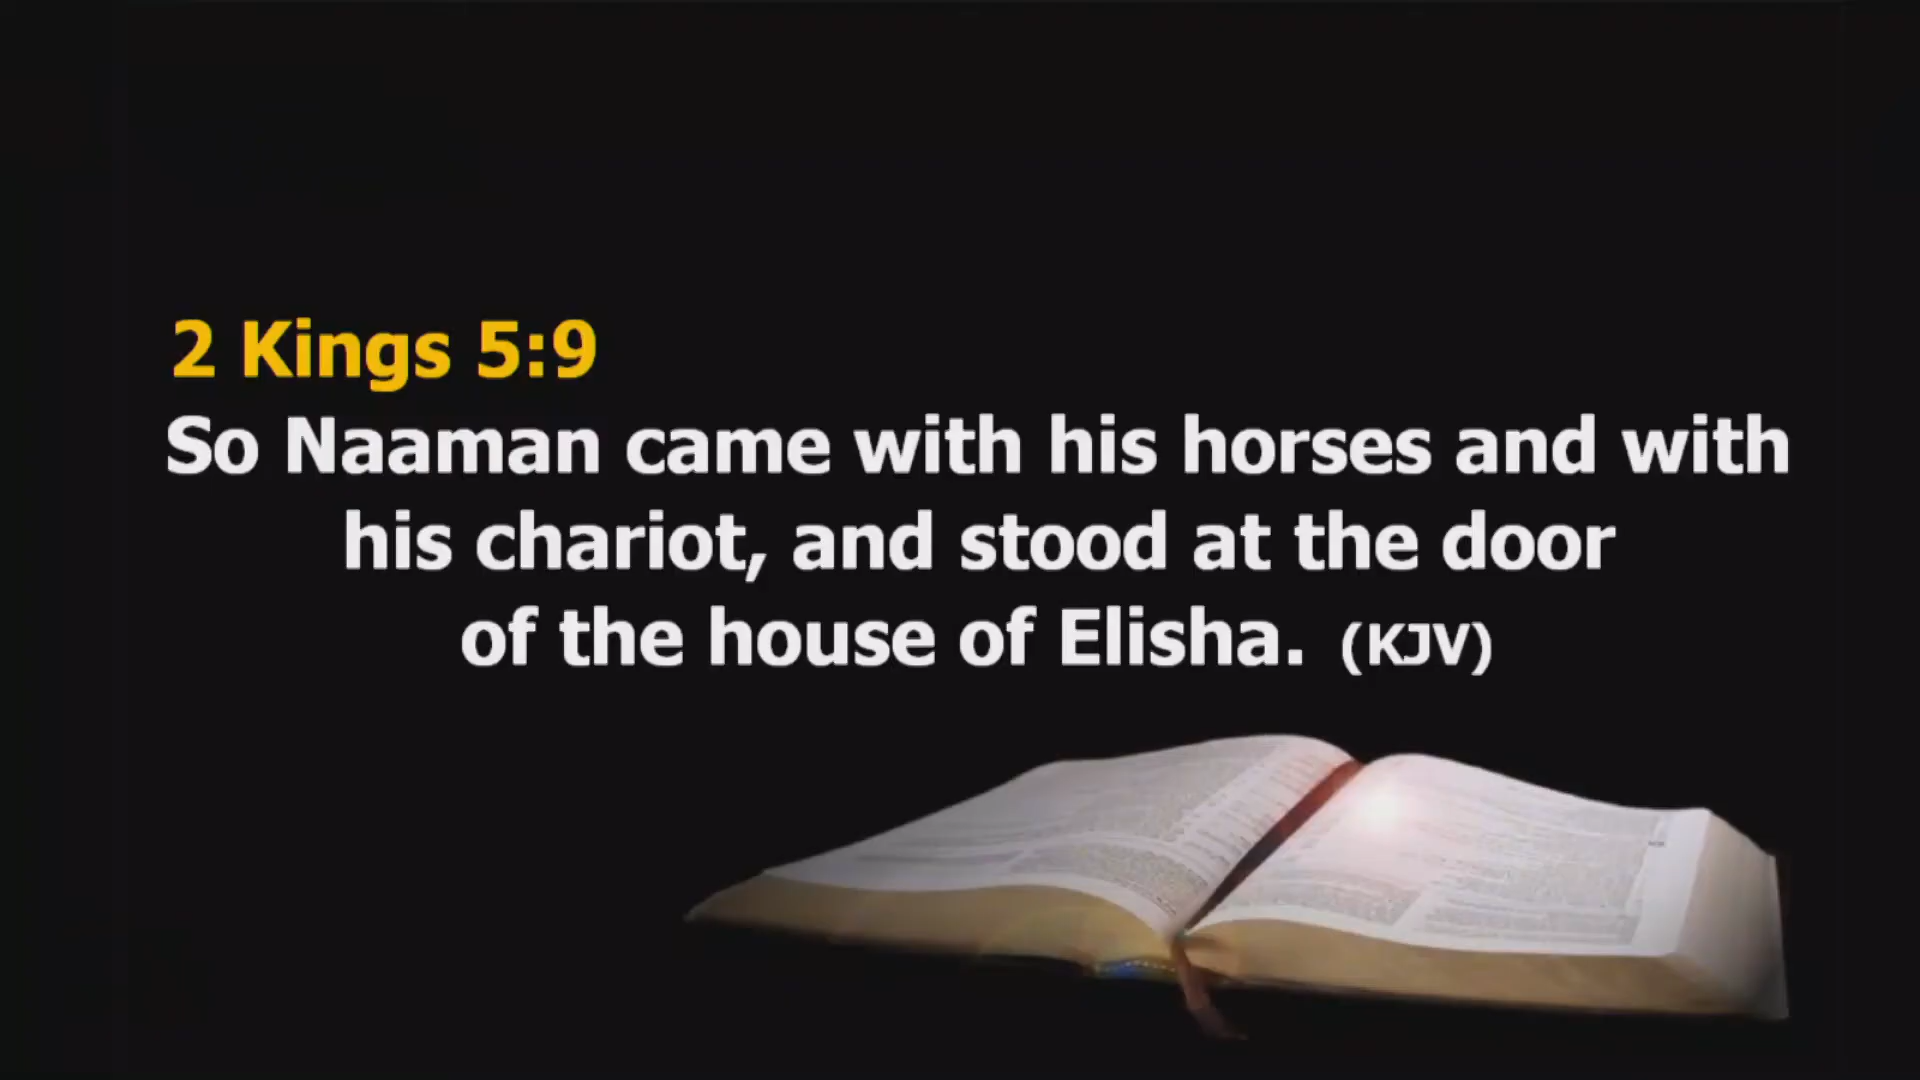 2 Kings 5:9
So Naaman came with his horses and with
his chariot, and stood at the door
of the house of Elisha. (KJV)